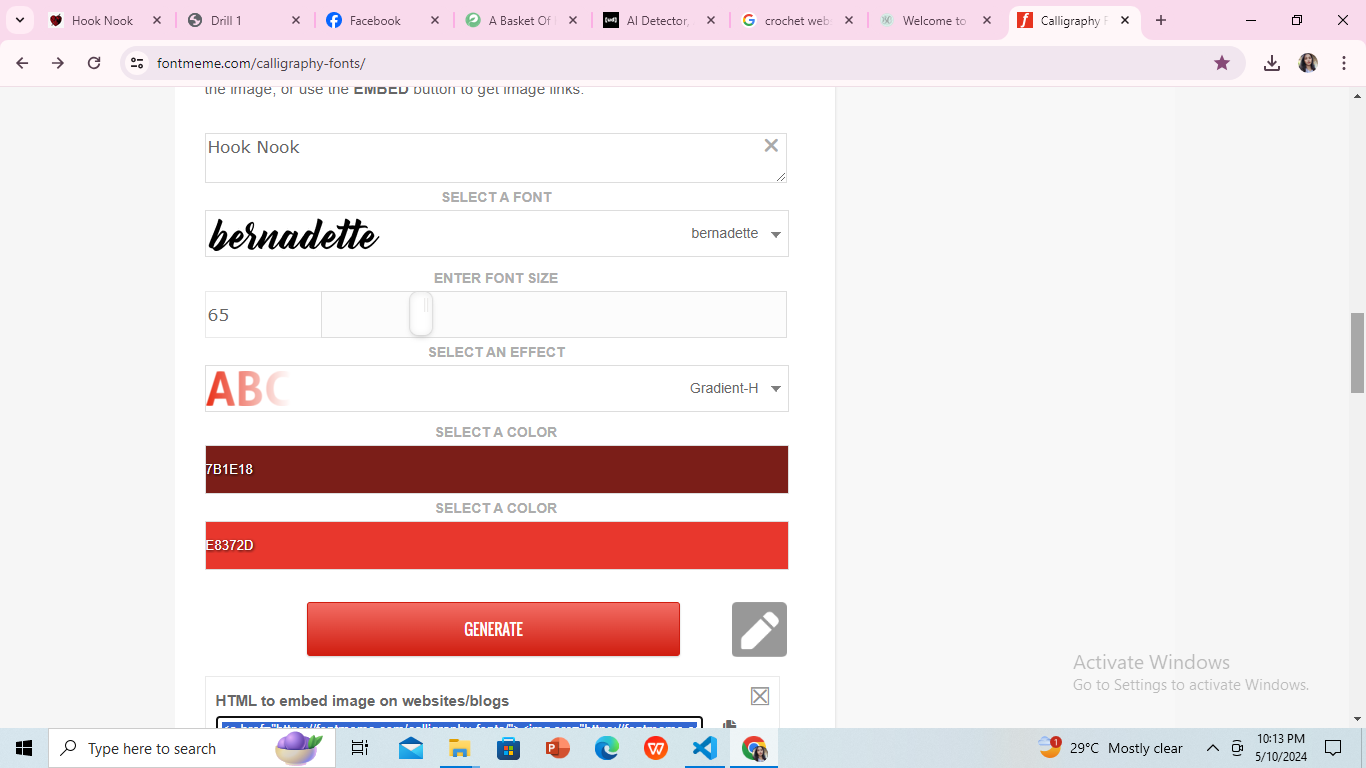 Hook Nook
Drill 1
Facebook
A Basket Of
AI Detector,
crochet web
Welcome to
Calligraphy F
fontmeme.com/calligraphy-fonts/
the image, or use the EMBED button to get image links.
Hook Nook
SELECT A FONT
bernadette bernadette
ENTER FONT SIZE
65
SELECT AN EFFECT
ABC Gradient-H
SELECT A COLOR
7B1E18
SELECT A COLOR
E8372D
GENERATE
HTML to embed image on websites/blogs
Activate Windows
Go to Settings to activate Windows.
Type here to search
1
29°C Mostly clear
10:13 PM
5/10/2024